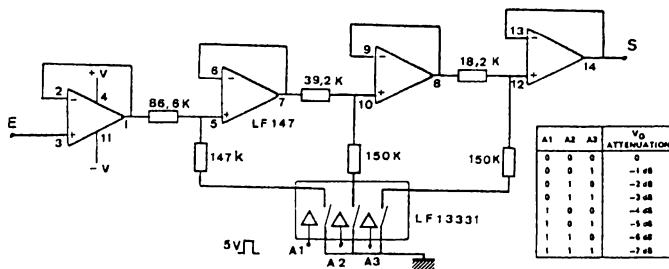 E
3
2
+V
4
11
-V
1
86,6K
147k
5
6
7
LF147
39,2K
150K
10
9
8
18,2K
150K
12
13
14
S
LF13331
5V
A1
A2
A3
A1 A2 A3 VO ATTENUATION
0 0 0 0
0 0 1 -1 dB
0 1 0 -2 dB
0 1 1 -3 dB
1 0 0 -4 dB
1 0 1 -5 dB
1 1 0 -6 dB
1 1 1 -7 dB